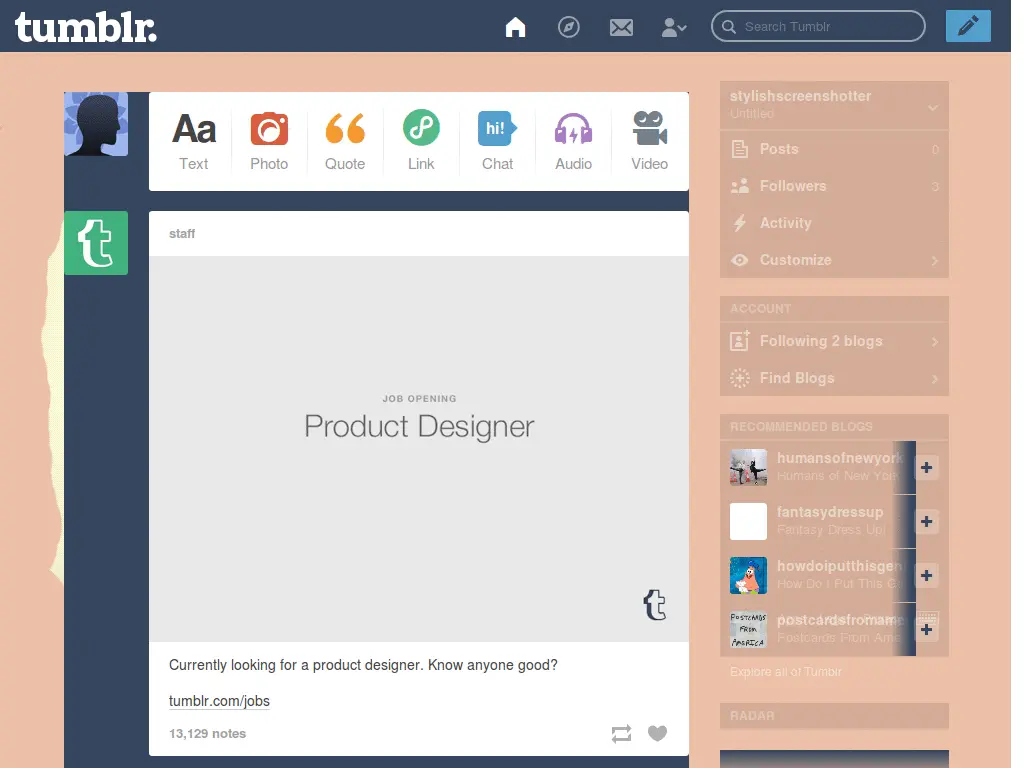 tumblr.
Search Tumblr
Aa
Text
Photo
Quote
Link
hi!
Chat
Audio
Video
staff
JOB OPENING
Product Designer
Currently looking for a product designer. Know anyone good?
tumblr.com/jobs
13,129 notes
stylishscreenshotter
Untitled
Posts 0
Followers 3
Activity
Customize
ACCOUNT
Following 2 blogs
Find Blogs
RECOMMENDED BLOGS
humansofnewyork
Humans of New York
fantasydressup
Fantasy Dress Up!
howdoiputthisgen
How Do I Put This G
POSTCARDS
FROM
AMERICA
postcardsfromame
Postcards From Ame
Explore all of Tumblr
RADAR